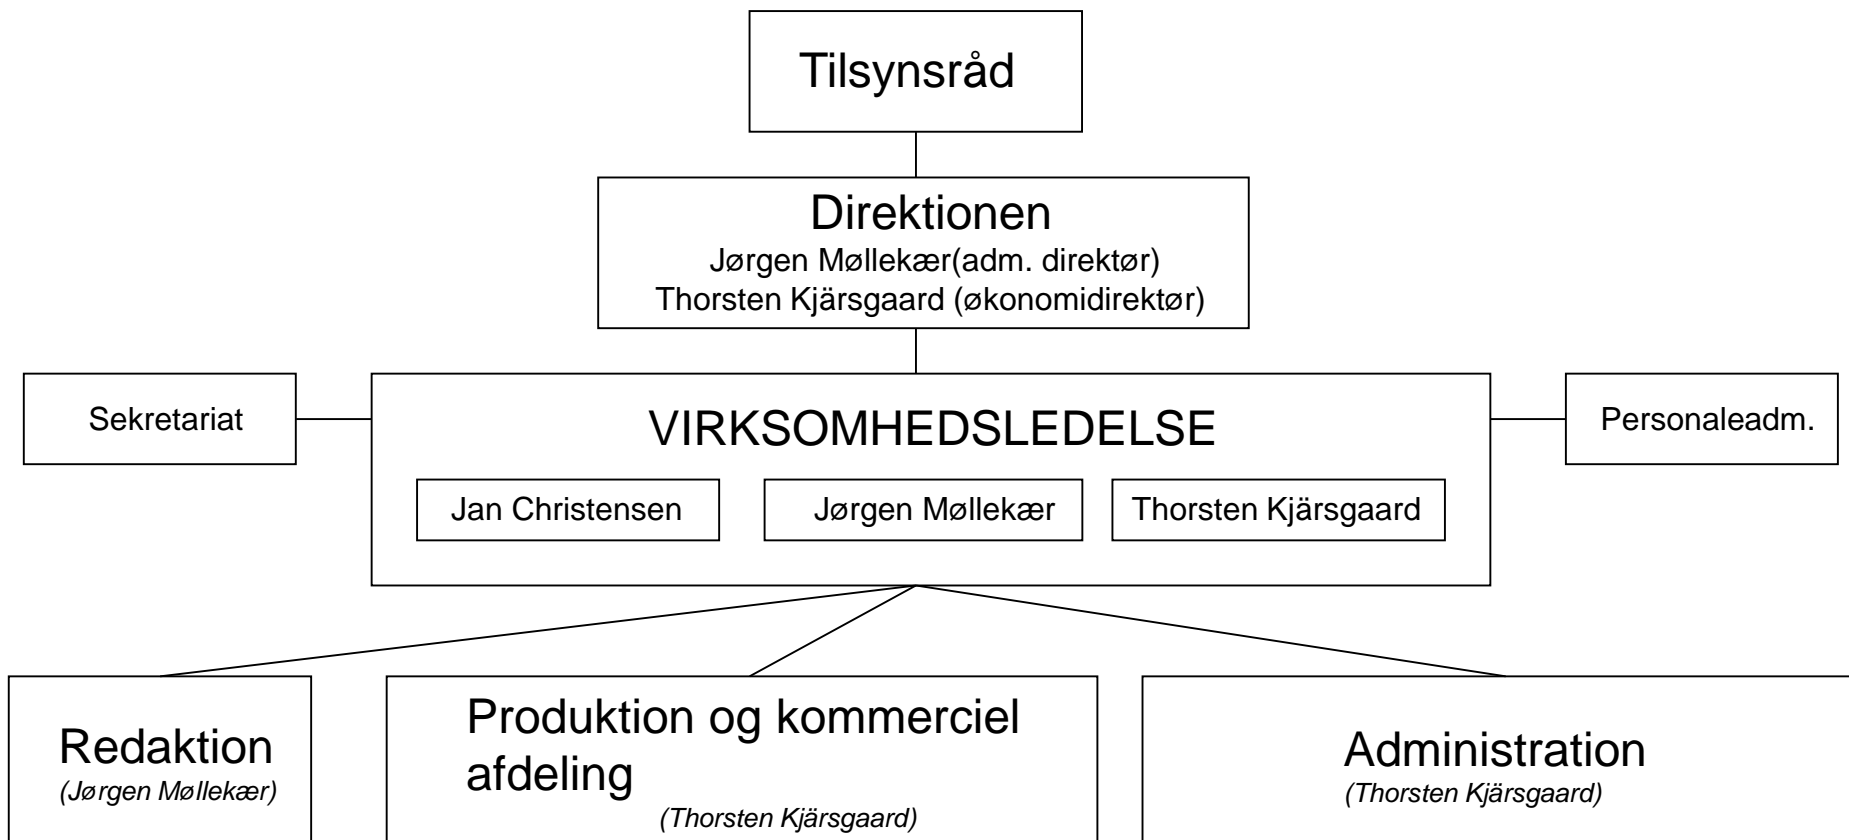 Tilsynsråd
Direktionen
Jørgen Møllekær(adm. direktør)
Thorsten Kjärsgaard (økonomidirektør)
Sekretariat
VIRKSOMHEDSLEDELSE
Personaleadm.
Jan Christensen
Jørgen Møllekær
Thorsten Kjärsgaard
Redaktion
(Jørgen Møllekær)
Produktion og kommerciel
afdeling
(Thorsten Kjärsgaard)
Administration
(Thorsten Kjärsgaard)